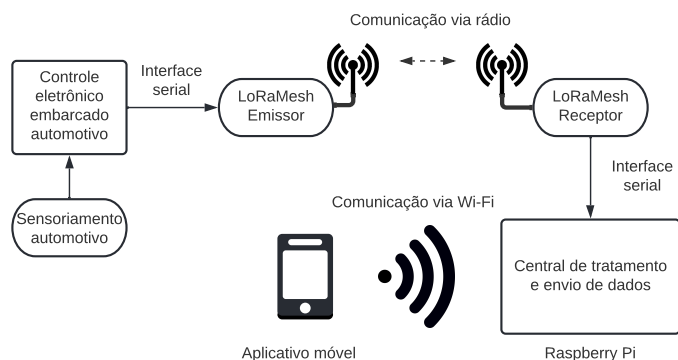 Comunicação via rádio
Controle
eletrônico
embarcado
automotivo
Interface
serial
LoRaMesh
Emissor
LoRaMesh
Receptor
Interface
serial
Sensoriamento
automotivo
Comunicação via Wi-Fi
Central de tratamento
e envio de dados
Aplicativo móvel
Raspberry Pi